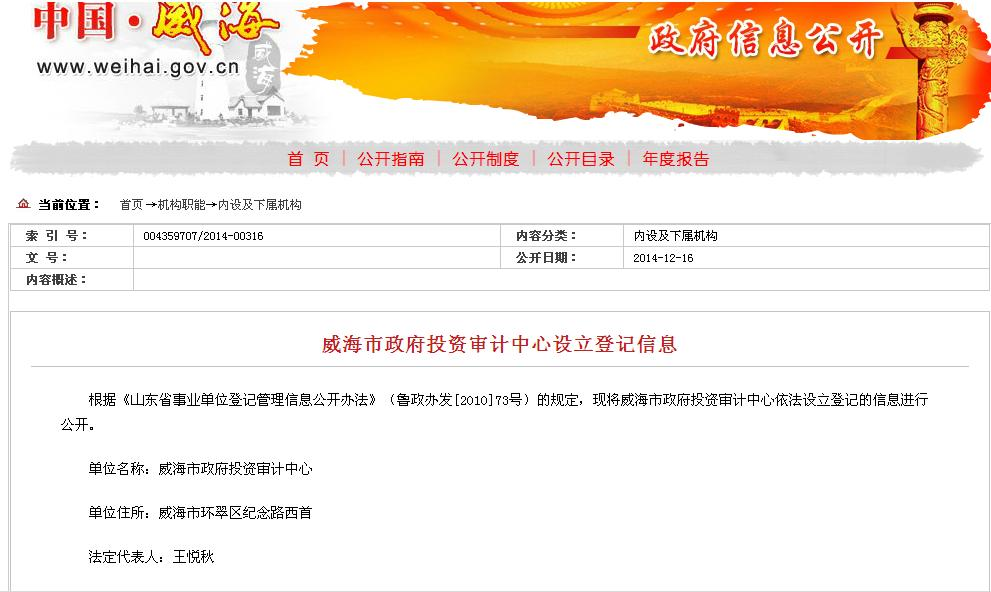 中国·威海
威海
www.weihai.gov.cn
政府信息公开
首 页 | 公开指南 | 公开制度 | 公开目录 | 年度报告
当前位置： 首页→机构职能→内设及下属机构
索 引 号： 004359707/2014-00316 内容分类： 内设及下属机构
文 号： 公开日期： 2014-12-16
内容概述：
威海市政府投资审计中心设立登记信息
根据《山东省事业单位登记管理信息公开办法》（鲁政办发[2010]73号）的规定，现将威海市政府投资审计中心依法设立登记的信息进行
公开。
单位名称：威海市政府投资审计中心
单位住所：威海市环翠区纪念路西首
法定代表人：王悦秋